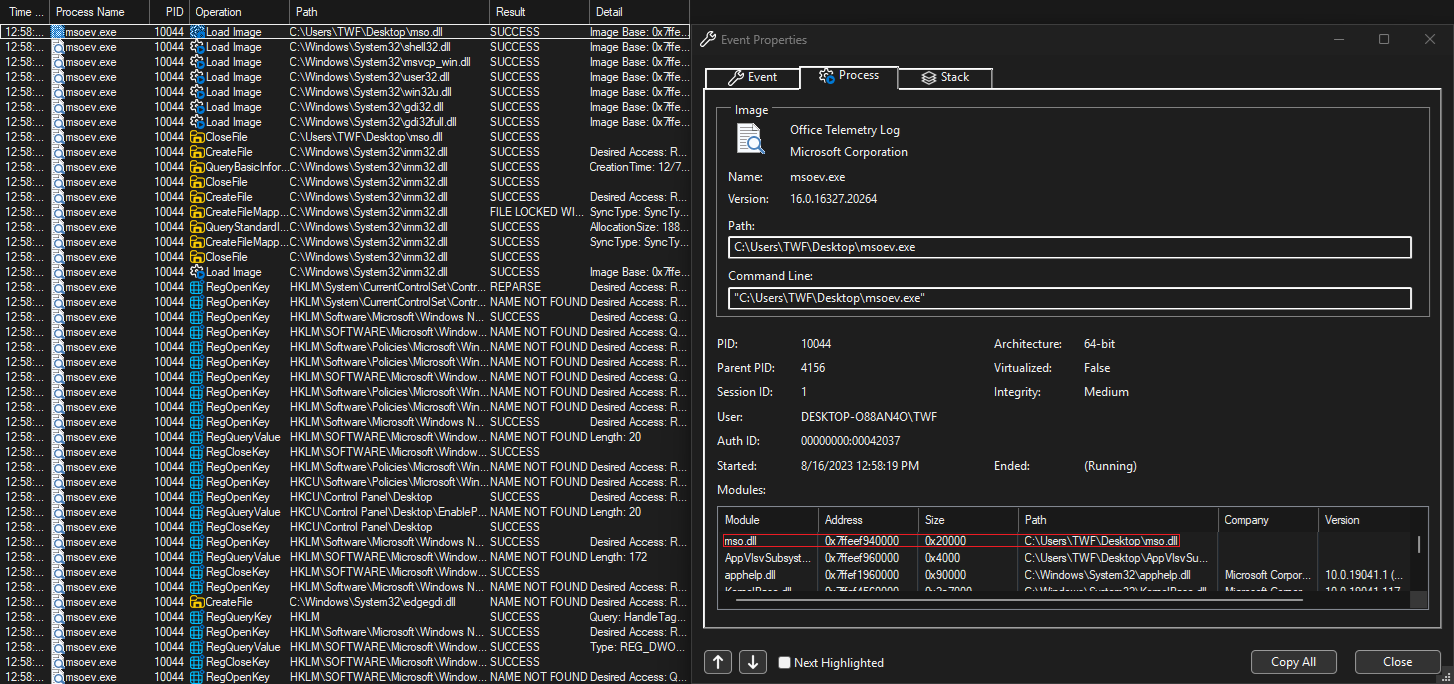 Time ... Process Name PID Operation Path Result Detail
12:58:... msoev.exe 10044 Load Image C:\Users\TWF\Desktop\mso.dll SUCCESS Image Base: 0x7ffe...
12:58:... msoev.exe 10044 Load Image C:\Windows\System32\shell32.dll SUCCESS Image Base: 0x7ffe...
12:58:... msoev.exe 10044 Load Image C:\Windows\System32\msvcp_win.dll SUCCESS Image Base: 0x7ffe...
12:58:... msoev.exe 10044 Load Image C:\Windows\System32\user32.dll SUCCESS Image Base: 0x7ffe...
12:58:... msoev.exe 10044 Load Image C:\Windows\System32\win32u.dll SUCCESS Image Base: 0x7ffe...
12:58:... msoev.exe 10044 Load Image C:\Windows\System32\gdi32.dll SUCCESS Image Base: 0x7ffe...
12:58:... msoev.exe 10044 Load Image C:\Windows\System32\gdi32full.dll SUCCESS Image Base: 0x7ffe...
12:58:... msoev.exe 10044 CloseFile C:\Users\TWF\Desktop\mso.dll SUCCESS
12:58:... msoev.exe 10044 CreateFile C:\Windows\System32\imm32.dll SUCCESS Desired Access: R...
12:58:... msoev.exe 10044 QueryBasicInfor... C:\Windows\System32\imm32.dll SUCCESS CreationTime: 12/7...
12:58:... msoev.exe 10044 CloseFile C:\Windows\System32\imm32.dll SUCCESS
12:58:... msoev.exe 10044 CreateFile C:\Windows\System32\imm32.dll SUCCESS Desired Access: R...
12:58:... msoev.exe 10044 CreateFileMapp... C:\Windows\System32\imm32.dll FILE LOCKED WI... SyncType: SyncTy...
12:58:... msoev.exe 10044 QueryStandardI... C:\Windows\System32\imm32.dll SUCCESS AllocationSize: 188...
12:58:... msoev.exe 10044 CreateFileMapp... C:\Windows\System32\imm32.dll SUCCESS SyncType: SyncTy...
12:58:... msoev.exe 10044 CloseFile C:\Windows\System32\imm32.dll SUCCESS
12:58:... msoev.exe 10044 Load Image C:\Windows\System32\imm32.dll SUCCESS Image Base: 0x7ffe...
12:58:... msoev.exe 10044 RegOpenKey HKLM\System\CurrentControlSet\Contr... REPARSE Desired Access: R...
12:58:... msoev.exe 10044 RegOpenKey HKLM\System\CurrentControlSet\Contr... NAME NOT FOUND Desired Access: R...
12:58:... msoev.exe 10044 RegOpenKey HKLM\Software\Microsoft\Windows N... SUCCESS Desired Access: Q...
12:58:... msoev.exe 10044 RegOpenKey HKLM\SOFTWARE\Microsoft\Window... NAME NOT FOUND Desired Access: R...
12:58:... msoev.exe 10044 RegOpenKey HKLM\Software\Policies\Microsoft\Win... NAME NOT FOUND Desired Access: R...
12:58:... msoev.exe 10044 RegOpenKey HKLM\Software\Policies\Microsoft\Win... NAME NOT FOUND Desired Access: R...
12:58:... msoev.exe 10044 RegOpenKey HKLM\SOFTWARE\Microsoft\Window... NAME NOT FOUND Desired Access: Q...
12:58:... msoev.exe 10044 RegOpenKey HKLM\Software\Policies\Microsoft\Win... NAME NOT FOUND Desired Access: R...
12:58:... msoev.exe 10044 RegOpenKey HKLM\Software\Policies\Microsoft\Win... NAME NOT FOUND Desired Access: R...
12:58:... msoev.exe 10044 RegOpenKey HKLM\Software\Microsoft\Windows N... SUCCESS Desired Access: R...
12:58:... msoev.exe 10044 RegQueryValue HKLM\SOFTWARE\Microsoft\Window... NAME NOT FOUND Length: 20
12:58:... msoev.exe 10044 RegCloseKey HKLM\SOFTWARE\Microsoft\Window... SUCCESS
12:58:... msoev.exe 10044 RegOpenKey HKLM\Software\Policies\Microsoft\Win... NAME NOT FOUND Desired Access: R...
12:58:... msoev.exe 10044 RegOpenKey HKLM\Software\Policies\Microsoft\Win... NAME NOT FOUND Desired Access: R...
12:58:... msoev.exe 10044 RegOpenKey HKCU\Control Panel\Desktop SUCCESS Desired Access: R...
12:58:... msoev.exe 10044 RegQueryValue HKCU\Control Panel\Desktop\EnableP... NAME NOT FOUND Length: 20
12:58:... msoev.exe 10044 RegCloseKey HKCU\Control Panel\Desktop SUCCESS
12:58:... msoev.exe 10044 RegOpenKey HKLM\Software\Microsoft\Windows N... SUCCESS Desired Access: R...
12:58:... msoev.exe 10044 RegQueryValue HKLM\SOFTWARE\Microsoft\Window... NAME NOT FOUND Length: 172
12:58:... msoev.exe 10044 RegCloseKey HKLM\SOFTWARE\Microsoft\Window... SUCCESS
12:58:... msoev.exe 10044 RegOpenKey HKLM\Software\Microsoft\Windows N... NAME NOT FOUND Desired Access: R...
12:58:... msoev.exe 10044 CreateFile C:\Windows\System32\edgegdi.dll NAME NOT FOUND Desired Access: R...
12:58:... msoev.exe 10044 RegQueryKey HKLM SUCCESS Query: HandleTag...
12:58:... msoev.exe 10044 RegOpenKey HKLM\Software\Microsoft\Windows N... SUCCESS Desired Access: R...
12:58:... msoev.exe 10044 RegQueryValue HKLM\SOFTWARE\Microsoft\Window... SUCCESS Type: REG_DWO...
12:58:... msoev.exe 10044 RegCloseKey HKLM\SOFTWARE\Microsoft\Window... SUCCESS
12:58:... msoev.exe 10044 RegOpenKey HKLM\Software\Microsoft\Windows N... SUCCESS Desired Access: R...
Event Properties
Event Process Stack
Image
Office Telemetry Log
Microsoft Corporation
Name: msoev.exe
Version: 16.0.16327.20264
Path:
C:\Users\TWF\Desktop\msoev.exe
Command Line:
"C:\Users\TWF\Desktop\msoev.exe"
PID: 10044 Architecture: 64-bit
Parent PID: 4156 Virtualized: False
Session ID: 1 Integrity: Medium
User: DESKTOP-O88AN4O\TWF
Auth ID: 00000000:00042037
Started: 8/16/2023 12:58:19 PM Ended: (Running)
Modules:
Module Address Size Path Company Version
mso.dll 0x7ffeef940000 0x20000 C:\Users\TWF\Desktop\mso.dll
AppVIsvSubsyst... 0x7ffeef960000 0x4000 C:\Users\TWF\Desktop\AppVIsvSu...
apphelp.dll 0x7ffef1960000 0x90000 C:\Windows\System32\apphelp.dll Microsoft Corpor... 10.0.19041.1 (...
Next Highlighted
Copy All
Close